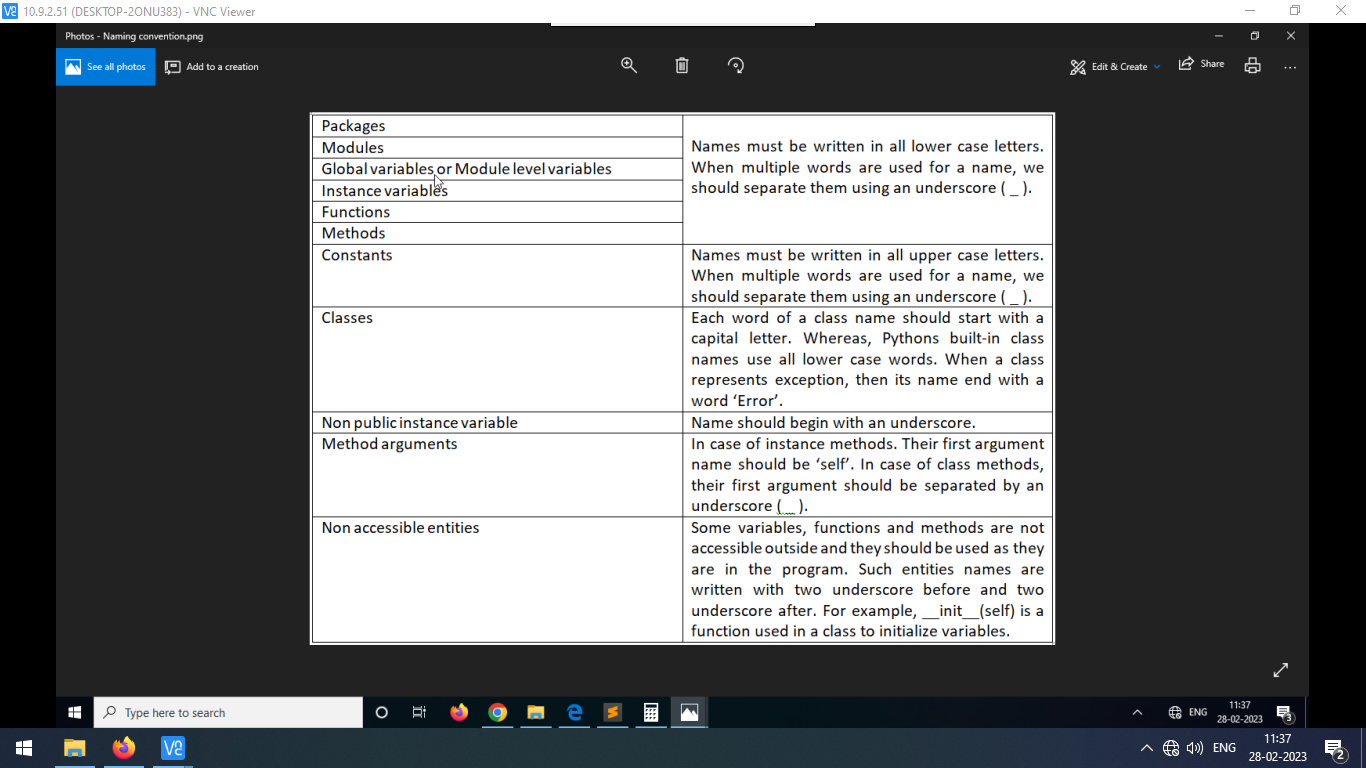 10.9.2.51 (DESKTOP-2ONU383) - VNC Viewer
Photos - Naming convention.png
See all photos
Add to a creation
Edit & Create
Share
Packages
Modules
Global variables or Module level variables
Instance variables
Functions
Methods
Names must be written in all lower case letters.
When multiple words are used for a name, we
should separate them using an underscore ( _ ).
Constants
Names must be written in all upper case letters.
When multiple words are used for a name, we
should separate them using an underscore ( _ ).
Classes
Each word of a class name should start with a
capital letter. Whereas, Pythons built-in class
names use all lower case words. When a class
represents exception, then its name end with a
word ‘Error’.
Non public instance variable
Name should begin with an underscore.
Method arguments
In case of instance methods. Their first argument
name should be ‘self’. In case of class methods,
their first argument should be separated by an
underscore ( _ ).
Non accessible entities
Some variables, functions and methods are not
accessible outside and they should be used as they
are in the program. Such entities names are
written with two underscore before and two
underscore after. For example, __init__(self) is a
function used in a class to initialize variables.
Type here to search
ENG
11:37
28-02-2023
3
ENG
11:37
28-02-2023
2